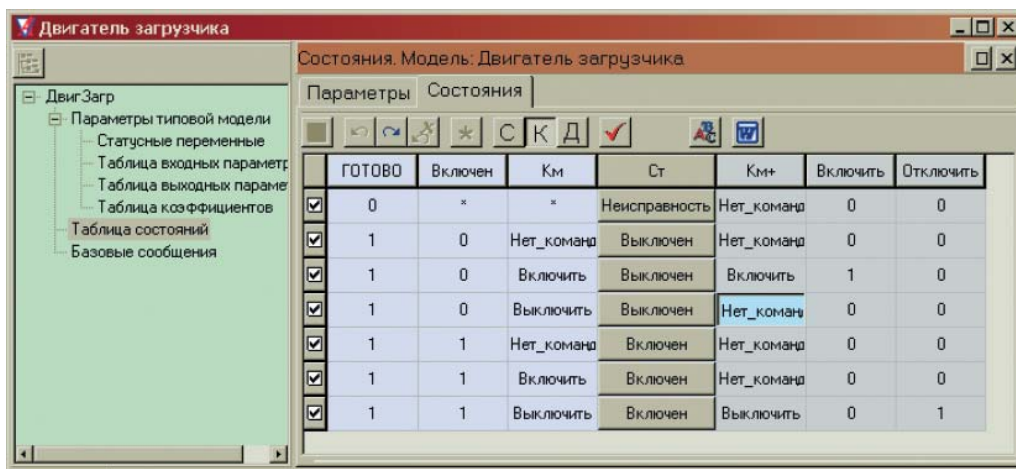 Двигатель загрузчика
Состояния. Модель: Двигатель загрузчика
Параметры Состояния
С К Д
ДвигЗагр
Параметры типовой модели
Статусные переменные
Таблица входных параметр
Таблица выходных параме
Таблица коэффициентов
Таблица состояний
Базовые сообщения
ГОТОВО Включен Км Ст Км+ Включить Отключить
0 * * Неисправность Нет_команд 0 0
1 0 Нет_команд Выключен Нет_команд 0 0
1 0 Включить Выключен Включить 1 0
1 0 Выключить Выключен Нет_коман 0 0
1 1 Нет_команд Включен Нет_команд 0 0
1 1 Включить Включен Нет_команд 0 0
1 1 Выключить Включен Выключить 0 1